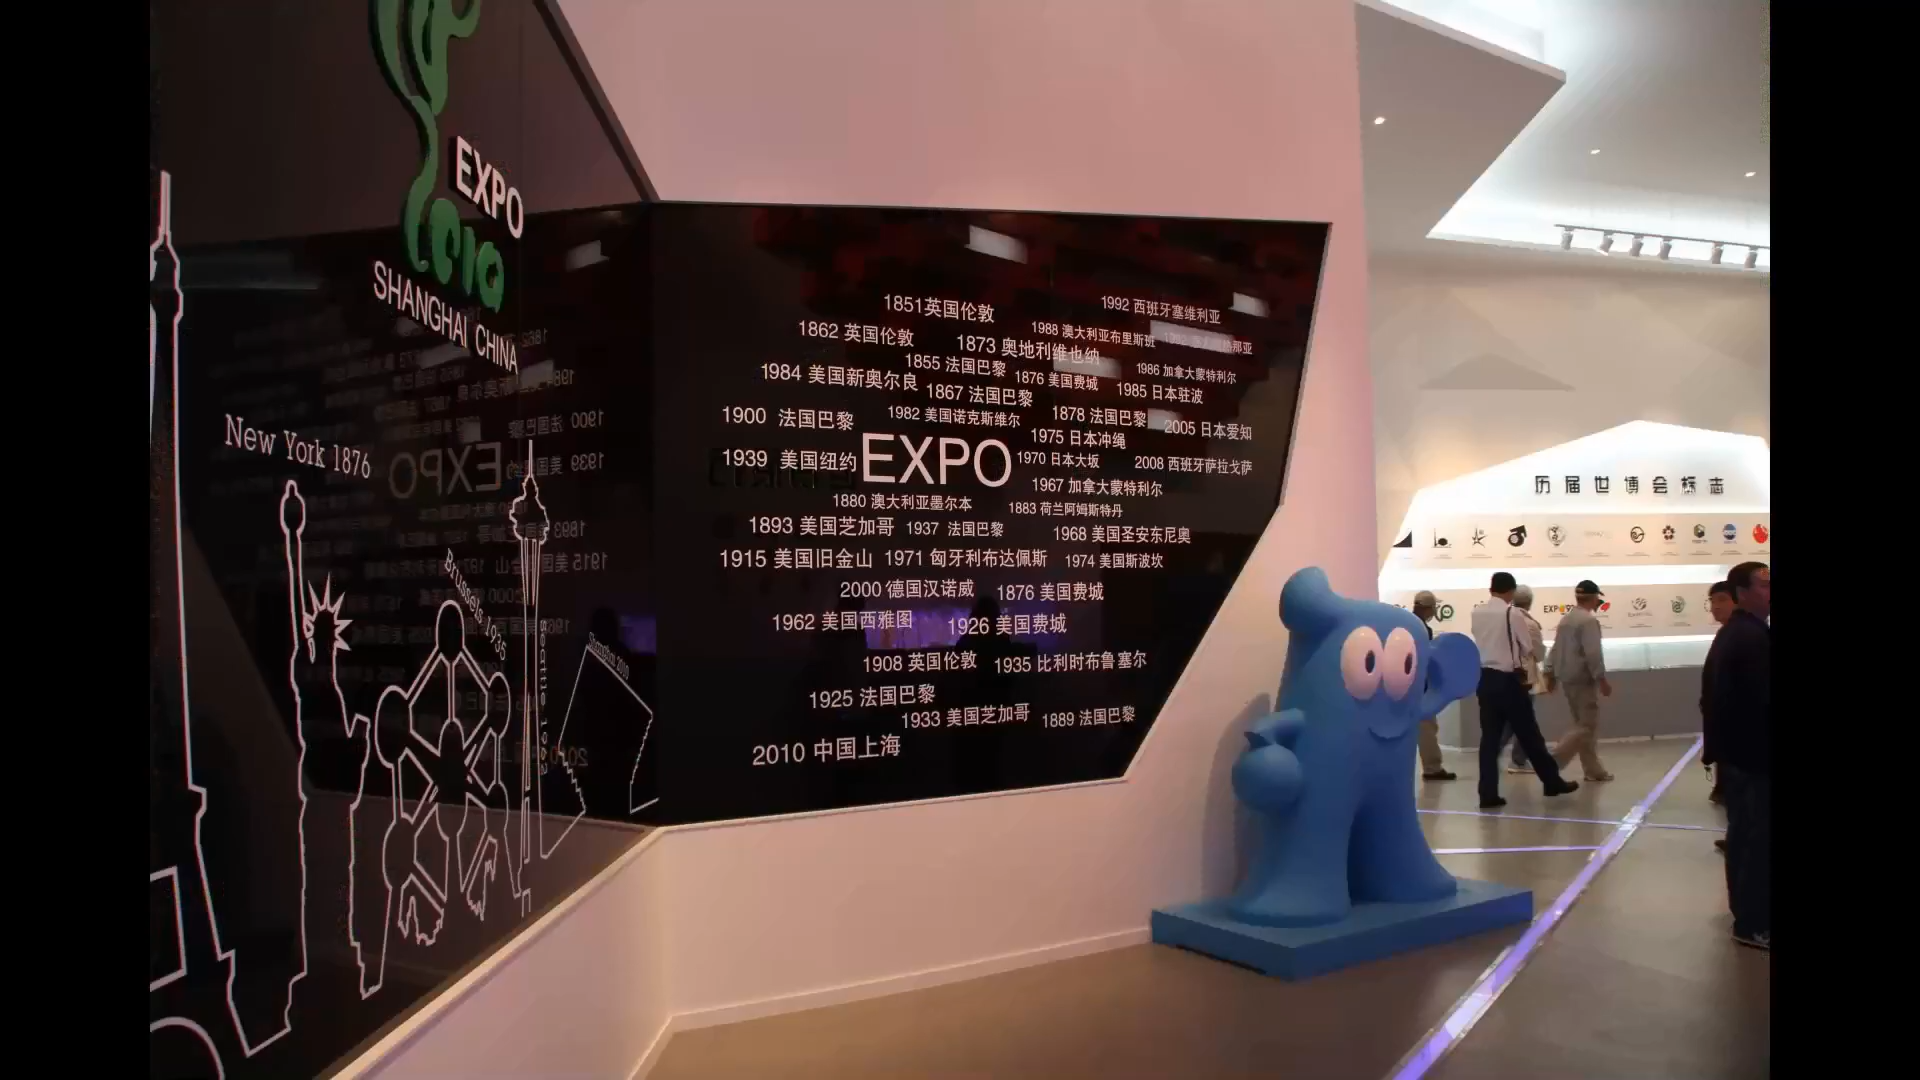 EXPO
2010
SHANGHAI CHINA
New York 1876
Brussels 1935
Seattle 1962
Shanghai 2010
1851英国伦敦
1992 西班牙塞维利亚
1862 英国伦敦
1988 澳大利亚布里斯班
1873 奥地利维也纳
1855 法国巴黎
1986 加拿大蒙特利尔
1984 美国新奥尔良
1876 美国费城
1867 法国巴黎
1985 日本驻波
1900 法国巴黎
1982 美国诺克斯维尔
1878 法国巴黎
2005 日本爱知
1975 日本冲绳
1939 美国纽约
EXPO
1970 日本大坂
2008 西班牙萨拉戈萨
1967 加拿大蒙特利尔
1880 澳大利亚墨尔本
1883 荷兰阿姆斯特丹
1893 美国芝加哥
1937 法国巴黎
1968 美国圣安东尼奥
1915 美国旧金山
1971 匈牙利布达佩斯
1974 美国斯波坎
2000 德国汉诺威
1876 美国费城
1962 美国西雅图
1926 美国费城
1908 英国伦敦
1935 比利时布鲁塞尔
1925 法国巴黎
1933 美国芝加哥
1889 法国巴黎
2010 中国上海
历届世博会标志